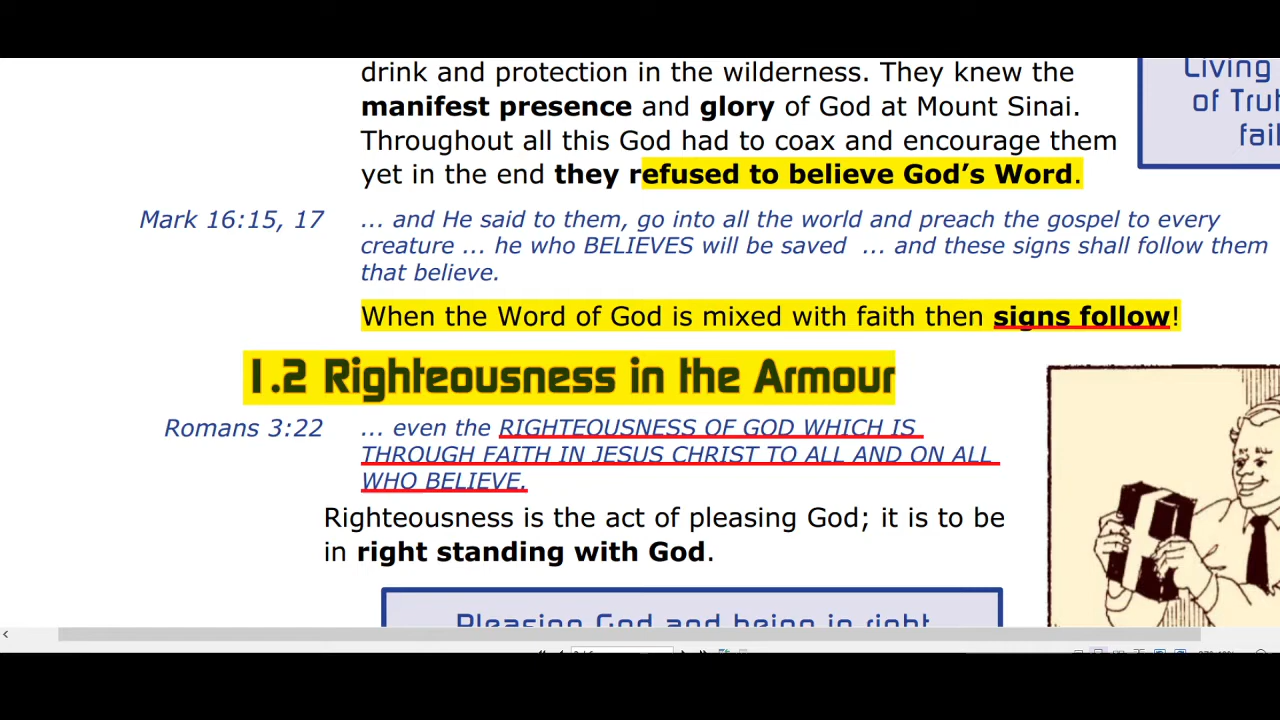 drink and protection in the wilderness. They knew the
manifest presence and glory of God at Mount Sinai.
Throughout all this God had to coax and encourage them
yet in the end they refused to believe God's Word.
Living
of
Mark 16:15, 17
… and He said to them, go into all the world and preach the gospel to every
creature … he who BELIEVES will be saved … and these signs shall follow them
that believe.
When the Word of God is mixed with faith then signs follow!
1.2 Righteousness in the Armour
Romans 3:22
… even the RIGHTEOUSNESS OF GOD WHICH IS
THROUGH FAITH IN JESUS CHRIST TO ALL AND ON ALL
WHO BELIEVE.
Righteousness is the act of pleasing God; it is to be
in right standing with God.
Pleasing God and being in right